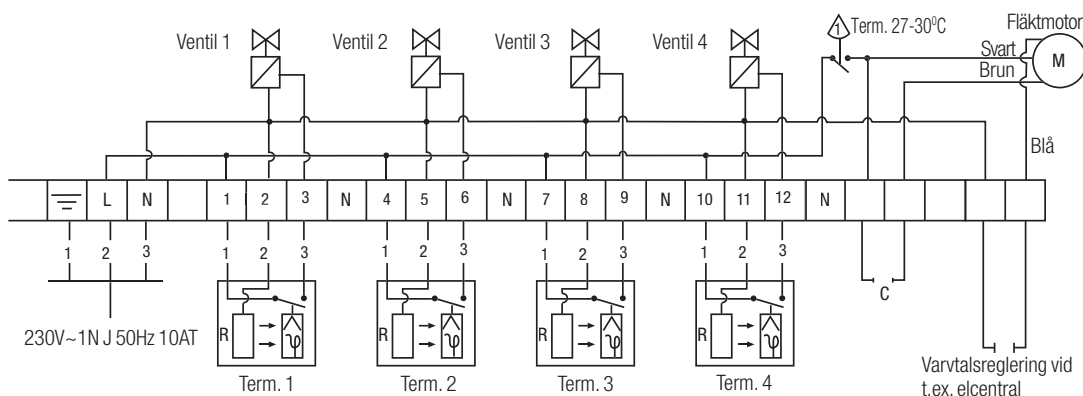 Ventil 1
Ventil 2
Ventil 3
Ventil 4
1
Term. 27-30⁰C
Fläktmotor
Svart
M
Brun
Blå
L N 1 2 3 N 4 5 6 N 7 8 9 N 10 11 12 N
1 2 3 1 2 3 1 2 3 1 2 3 1 2 3
C
R R R R
230V~1N J 50Hz 10AT
Term. 1
Term. 2
Term. 3
Term. 4
Varvtalsreglering vid
t.ex. elcentral